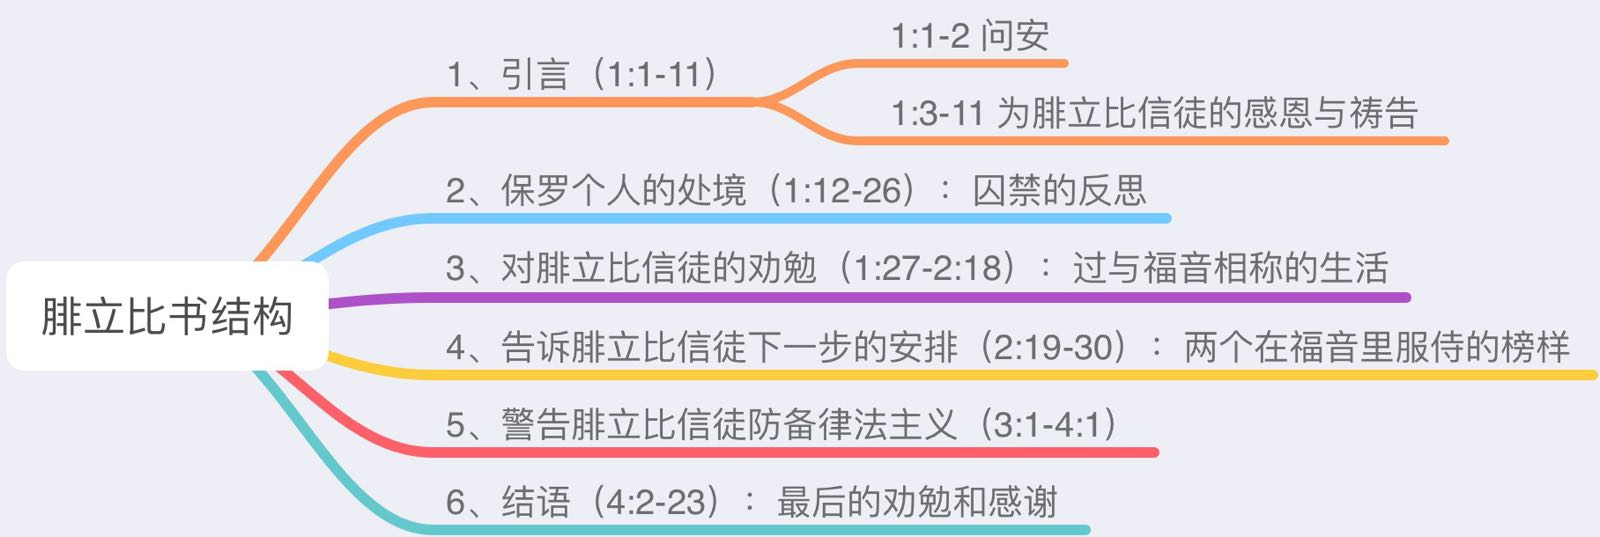 腓立比书结构
1、引言（1:1-11）
1:1-2 问安
1:3-11 为腓立比信徒的感恩与祷告
2、保罗个人的处境（1:12-26）：囚禁的反思
3、对腓立比信徒的劝勉（1:27-2:18）：过与福音相称的生活
4、告诉腓立比信徒下一步的安排（2:19-30）：两个在福音里服侍的榜样
5、警告腓立比信徒防备律法主义（3:1-4:1）
6、结语（4:2-23）：最后的劝勉和感谢